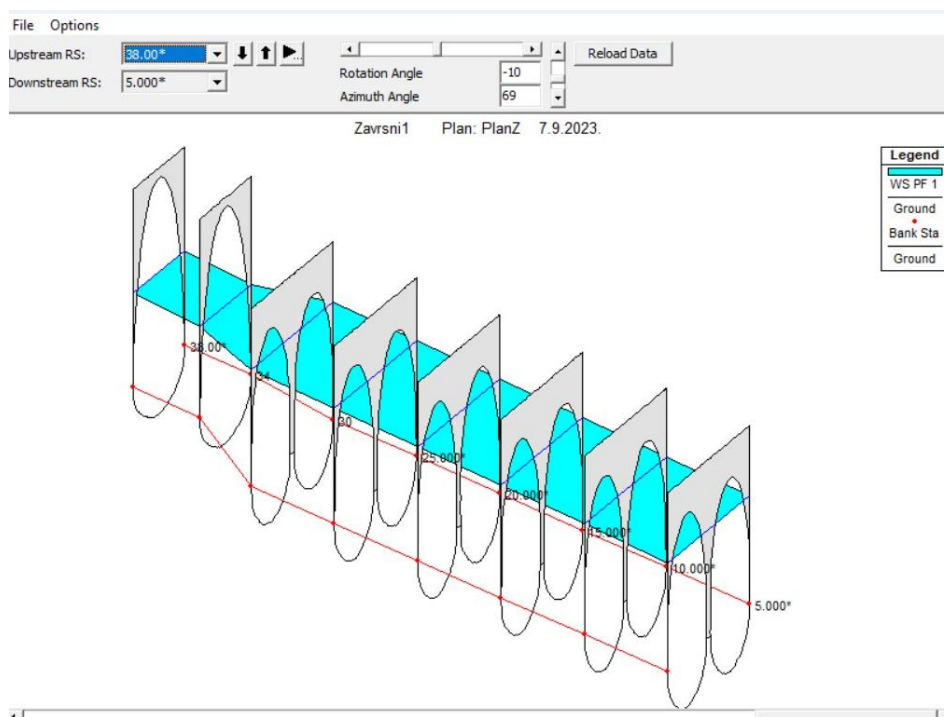 File Options
Upstream RS: 38.00*
Downstream RS: 5.000*
Rotation Angle -10
Azimuth Angle 69
Reload Data
Zavrsni1 Plan: PlanZ 7.9.2023.
Legend
WS PF 1
Ground
Bank Sta
Ground
38.00*
34
30
25.000*
20.000*
15.000*
10.000*
5.000*